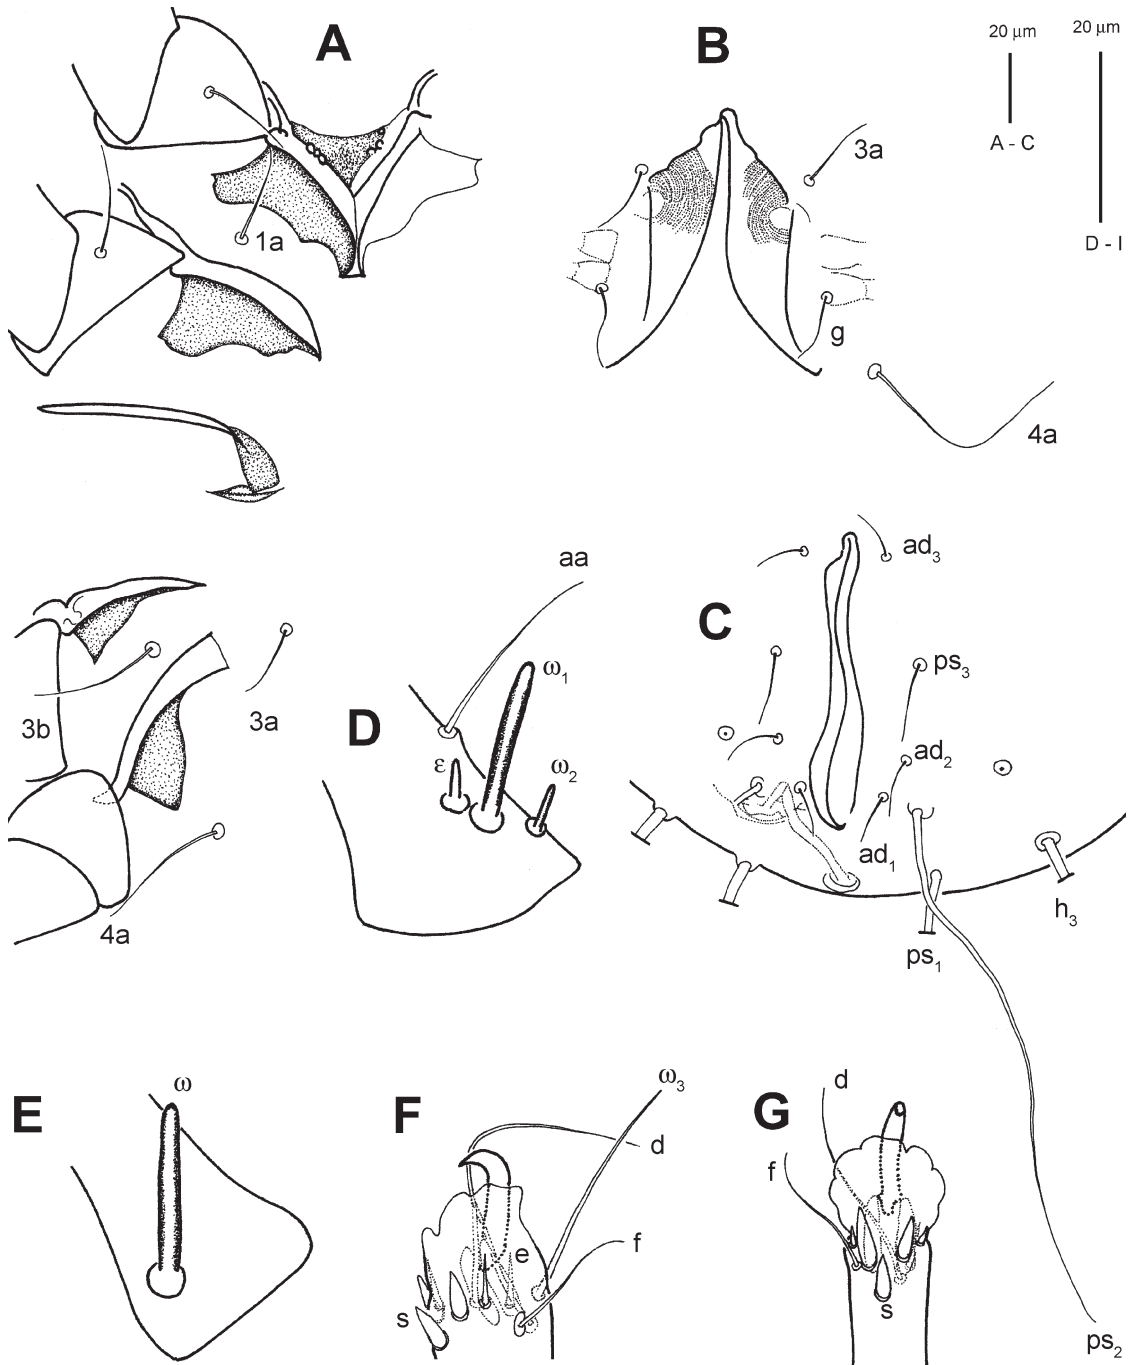 A
B
20 μm
20 μm
A - C
D - I
3a
1a
g
4a
aa
ad3
C
ps3
3b
3a
D
ω1
ε
ω2
ad2
ad1
4a
h3
ps1
E
ω
F
ω3
d
G
d
f
f
e
s
s
ps2